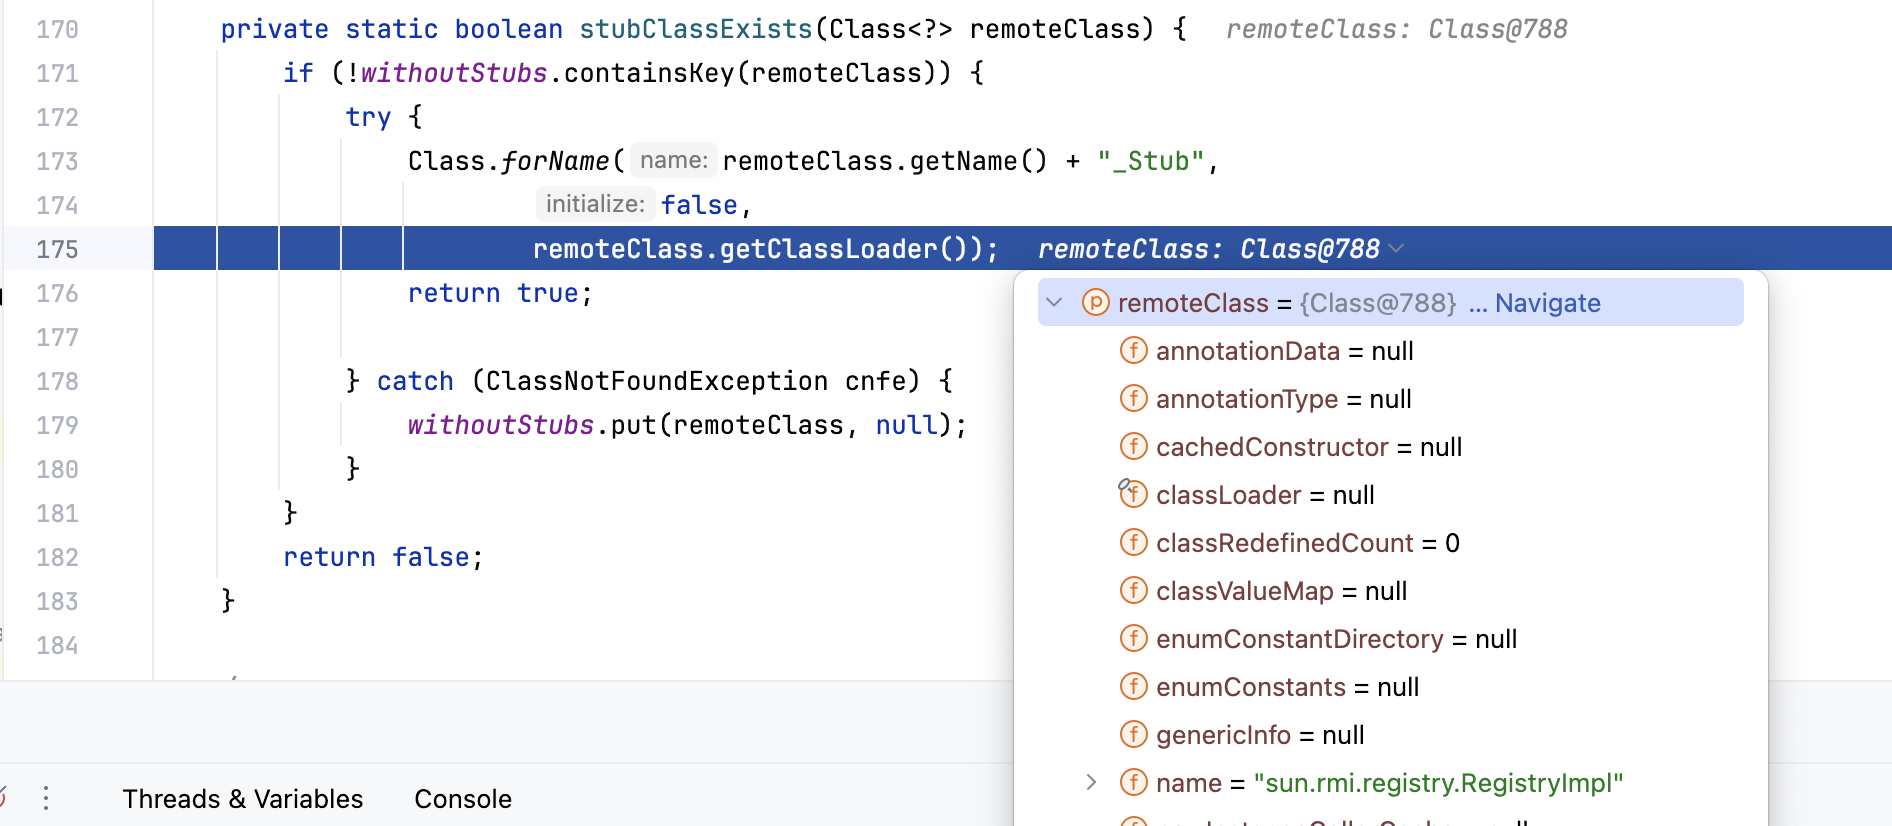 170 private static boolean stubClassExists(Class<?> remoteClass) { remoteClass: Class@788
171 if (!withoutStubs.containsKey(remoteClass)) {
172 try {
173 Class.forName( name: remoteClass.getName() + "_Stub",
174 initialize: false,
175 remoteClass.getClassLoader()); remoteClass: Class@788
176 return true;
177
178 } catch (ClassNotFoundException cnfe) {
179 withoutStubs.put(remoteClass, null);
180 }
181 }
182 return false;
183 }
184
p remoteClass = {Class@788} ... Navigate
f annotationData = null
f annotationType = null
f cachedConstructor = null
f classLoader = null
f classRedefinedCount = 0
f classValueMap = null
f enumConstantDirectory = null
f enumConstants = null
f genericInfo = null
f name = "sun.rmi.registry.RegistryImpl"
Threads & Variables Console